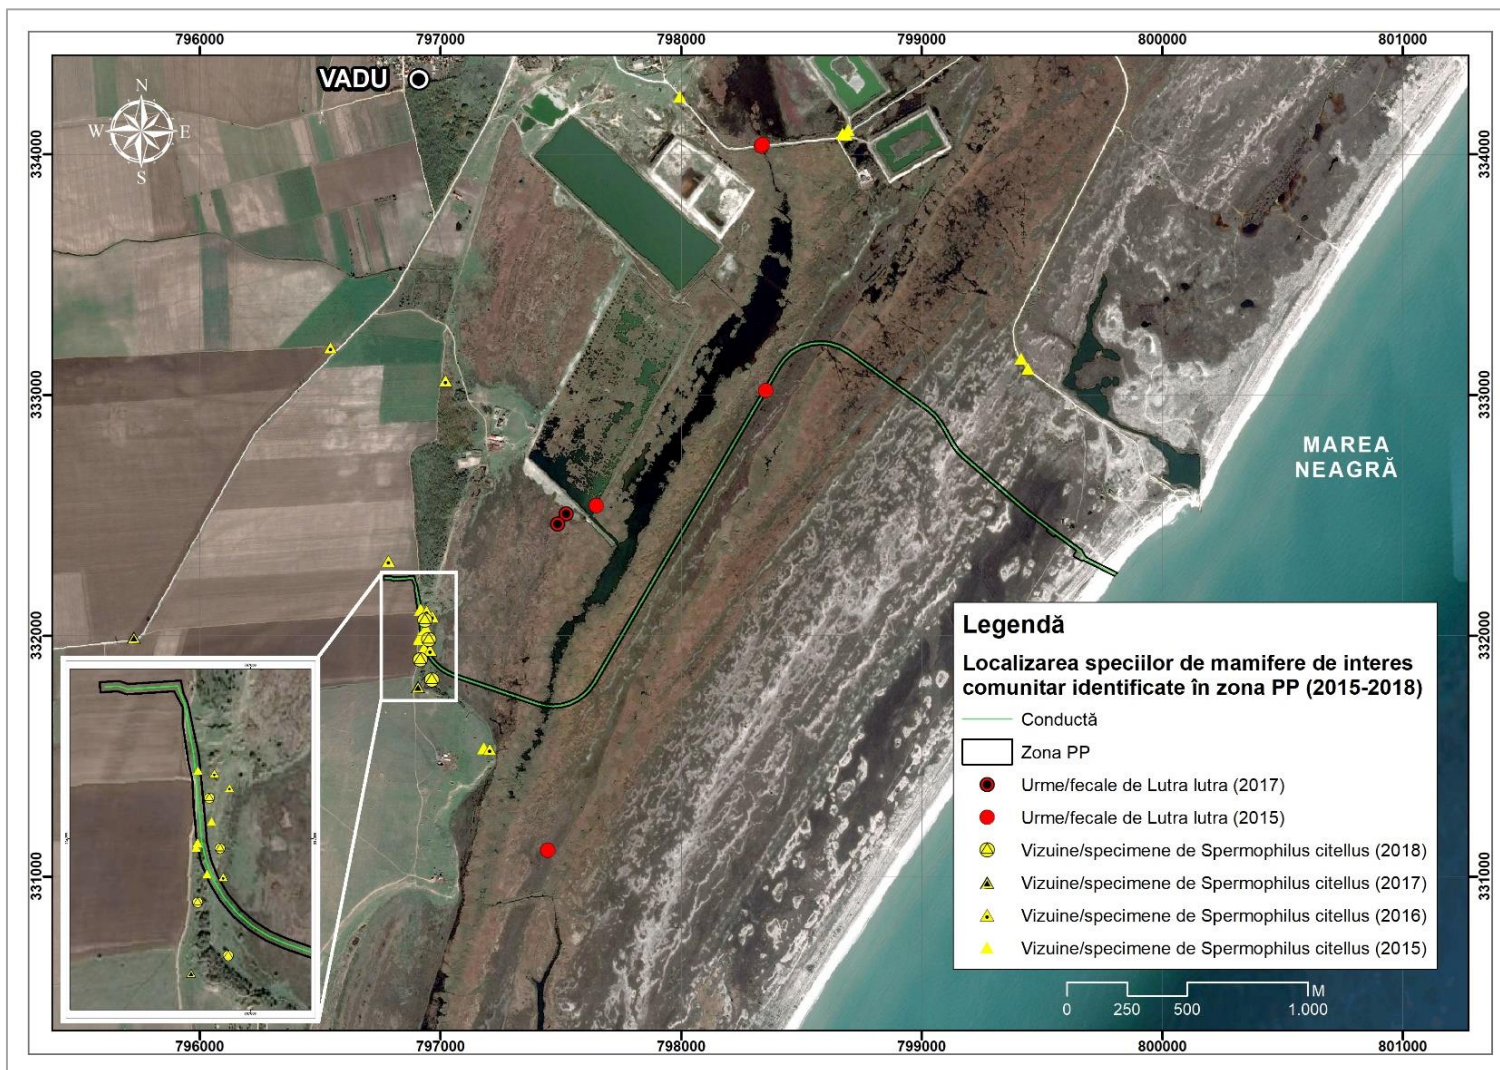 796000 797000 798000 799000 800000 801000
VADU
N
W E
S
334000 334000
333000 333000
MAREA
NEAGRĂ
332000 332000
331000 331000
Legendă
Localizarea speciilor de mamifere de interes
comunitar identificate în zona PP (2015-2018)
Conductă
Zona PP
Urme/fecale de Lutra lutra (2017)
Urme/fecale de Lutra lutra (2015)
Vizuine/specimene de Spermophilus citellus (2018)
Vizuine/specimene de Spermophilus citellus (2017)
Vizuine/specimene de Spermophilus citellus (2016)
Vizuine/specimene de Spermophilus citellus (2015)
M
0 250 500 1.000
796000 797000 798000 799000 800000 801000